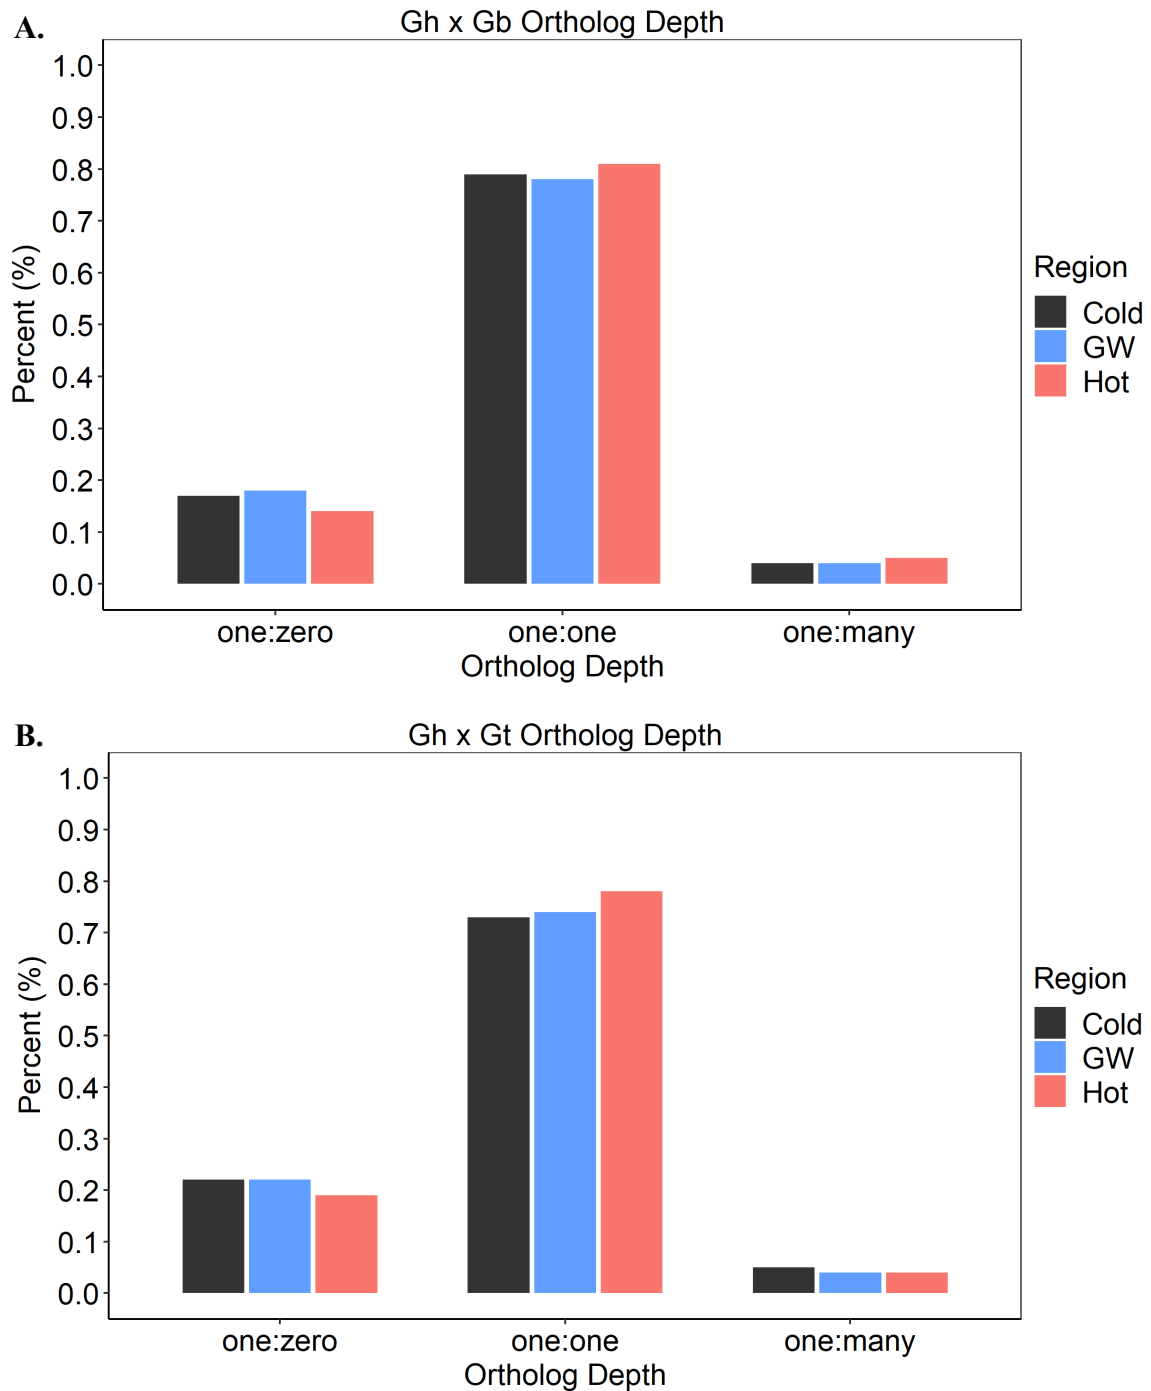 A.
Gh x Gb Ortholog Depth
1.0
0.9
0.8
0.7
0.6
0.5
0.4
0.3
0.2
0.1
0.0
Percent (%)
one:zero one:one one:many
Ortholog Depth
Region
Cold
GW
Hot
B.
Gh x Gt Ortholog Depth
1.0
0.9
0.8
0.7
0.6
0.5
0.4
0.3
0.2
0.1
0.0
Percent (%)
one:zero one:one one:many
Ortholog Depth
Region
Cold
GW
Hot